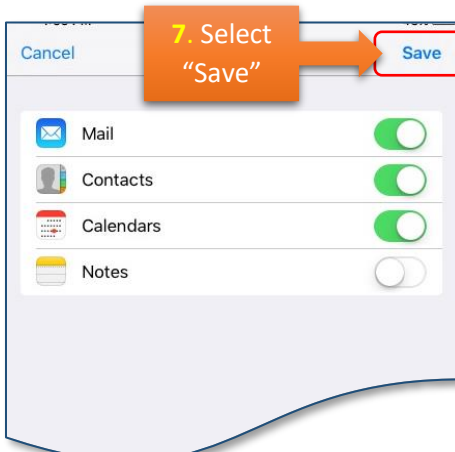 7. Select
"Save"
Cancel
Save
Mail
Contacts
Calendars
Notes